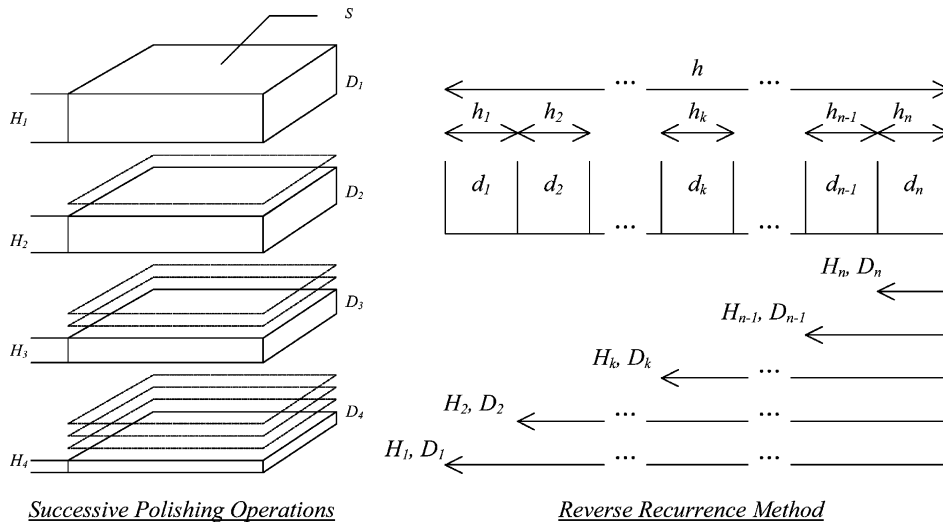 S
D1
H1
D2
H2
D3
H3
D4
H4
Successive Polishing Operations
... h ...
h1 h2 hk hn-1 hn
d1 d2 dk dn-1 dn
... ...
Hn, Dn
Hn-1, Dn-1
Hk, Dk ...
H2, D2 ... ...
H1, D1 ... ...
Reverse Recurrence Method